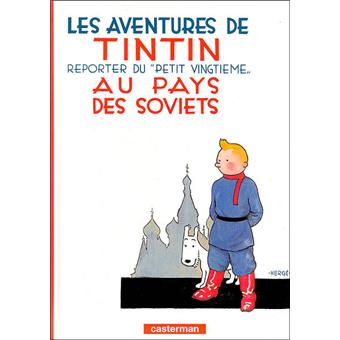 LES AVENTURES DE
TINTIN
REPORTER DU "PETIT VINGTIEME"
AU PAYS
DES SOVIETS
-HERGÉ-
casterman